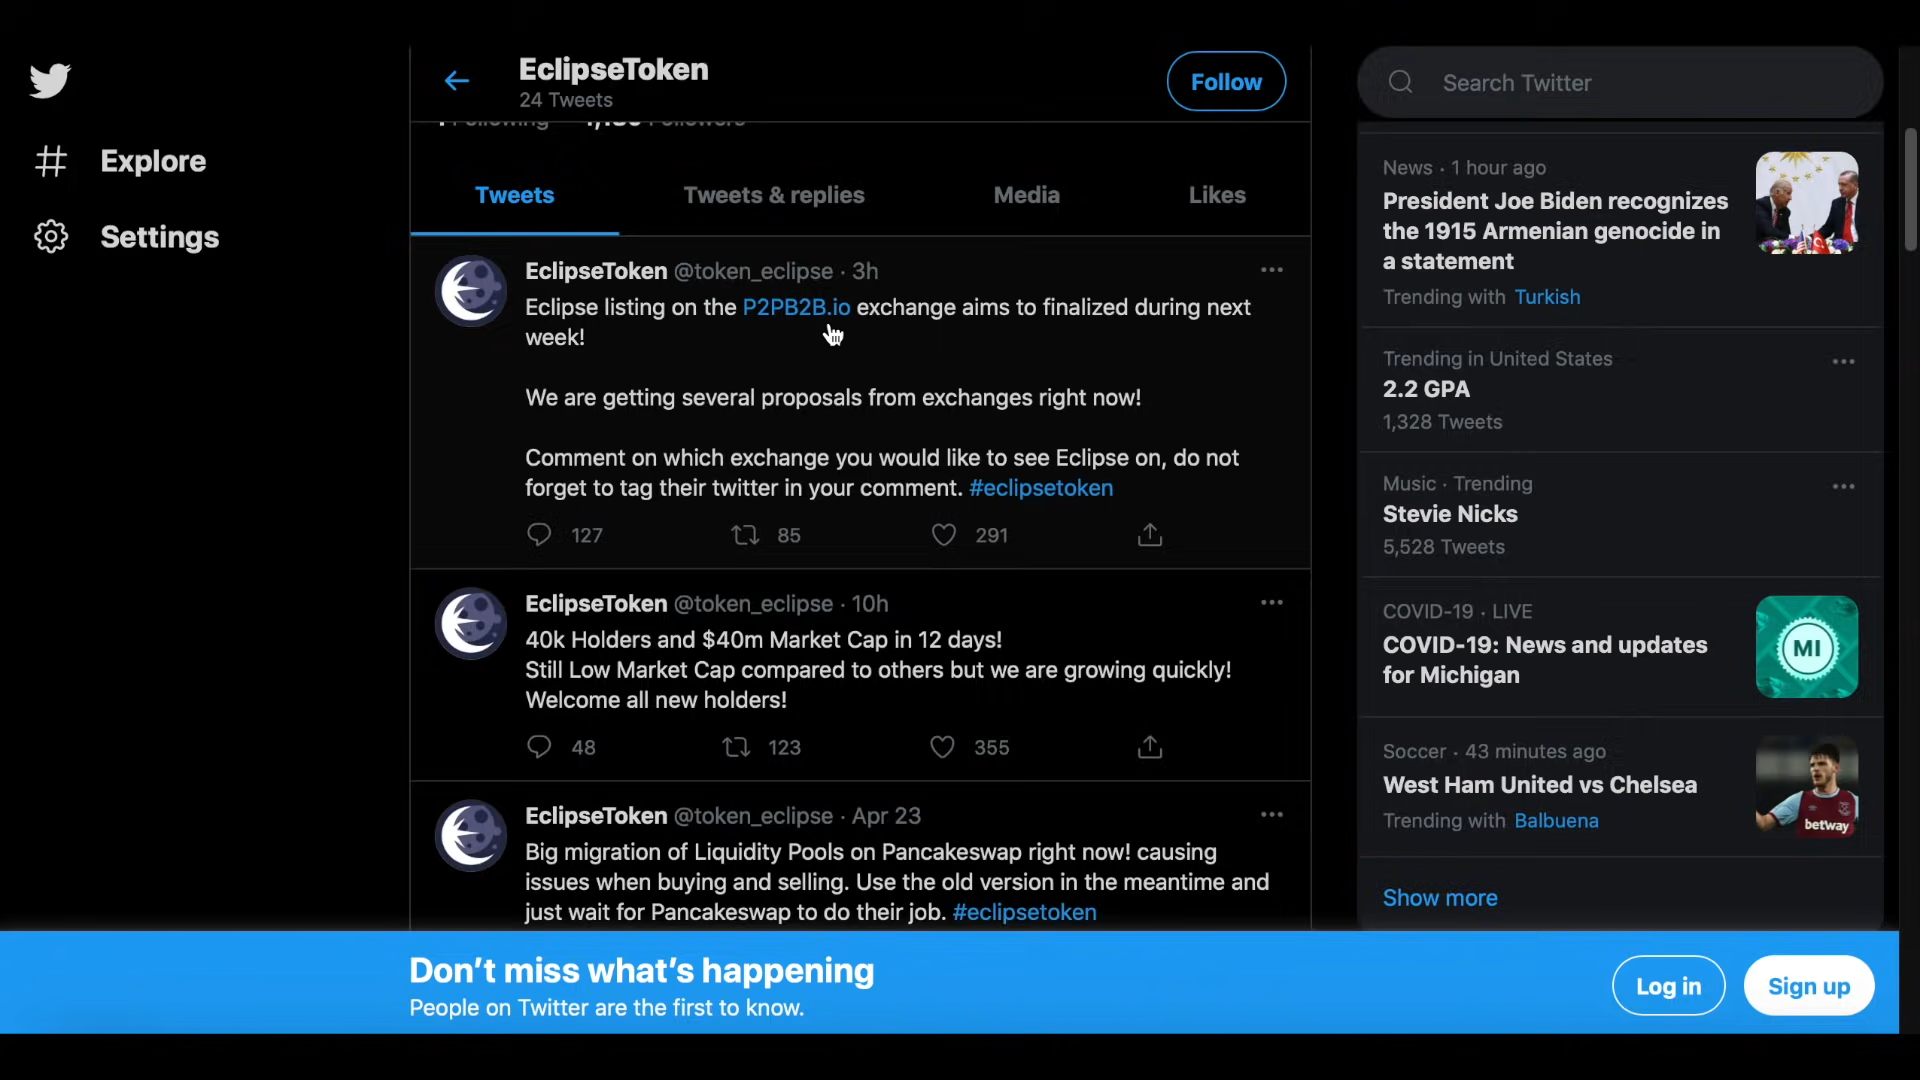 EclipseToken
24 Tweets
Follow
Search Twitter
Explore
Settings
Tweets
Tweets & replies
Media
Likes
EclipseToken @token_eclipse · 3h
Eclipse listing on the P2PB2B.io exchange aims to finalized during next
week!
We are getting several proposals from exchanges right now!
Comment on which exchange you would like to see Eclipse on, do not
forget to tag their twitter in your comment. #eclipsetoken
127 85 291
EclipseToken @token_eclipse · 10h
40k Holders and $40m Market Cap in 12 days!
Still Low Market Cap compared to others but we are growing quickly!
Welcome all new holders!
48 123 355
EclipseToken @token_eclipse · Apr 23
Big migration of Liquidity Pools on Pancakeswap right now! causing
issues when buying and selling. Use the old version in the meantime and
just wait for Pancakeswap to do their job. #eclipsetoken
News · 1 hour ago
President Joe Biden recognizes
the 1915 Armenian genocide in
a statement
Trending with Turkish
Trending in United States
2.2 GPA
1,328 Tweets
Music · Trending
Stevie Nicks
5,528 Tweets
COVID-19 · LIVE
COVID-19: News and updates
for Michigan
MI
Soccer · 43 minutes ago
West Ham United vs Chelsea
Trending with Balbuena
betway
Show more
Don't miss what's happening
People on Twitter are the first to know.
Log in
Sign up